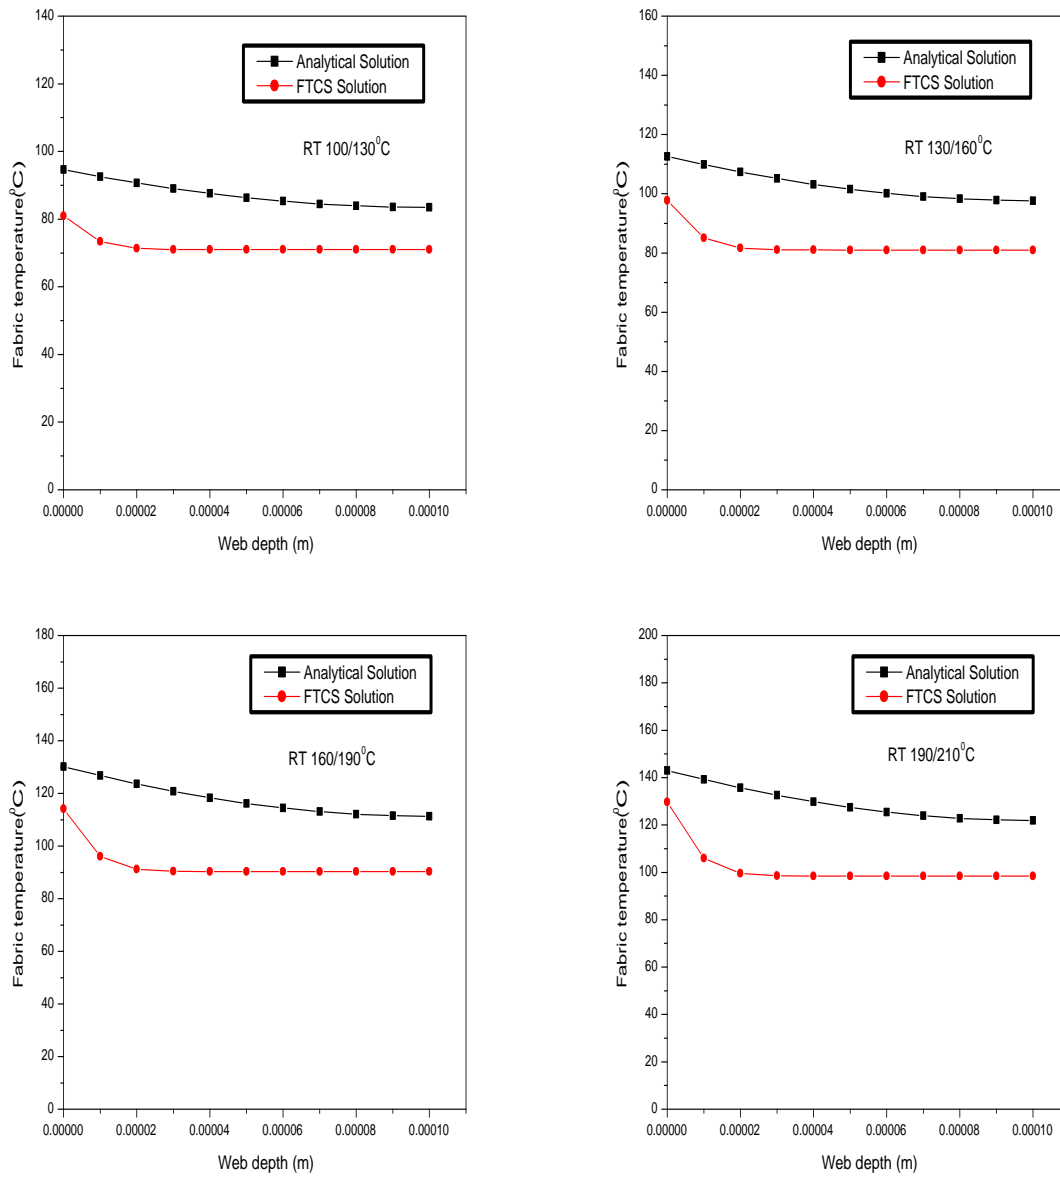 140
120
100
80
60
40
20
0
Fabric temperature(⁰C)
Analytical Solution
FTCS Solution
RT 100/130⁰C
0.00000 0.00002 0.00004 0.00006 0.00008 0.00010
Web depth (m)
160
140
120
100
80
60
40
20
0
Fabric temperature(⁰C)
Analytical Solution
FTCS Solution
RT 130/160⁰C
0.00000 0.00002 0.00004 0.00006 0.00008 0.00010
Web depth (m)
180
160
140
120
100
80
60
40
20
0
Fabric temperature(⁰C)
Analytical Solution
FTCS Solution
RT 160/190⁰C
0.00000 0.00002 0.00004 0.00006 0.00008 0.00010
Web depth (m)
200
180
160
140
120
100
80
60
40
20
0
Fabric temperature(⁰C)
Analytical Solution
FTCS Solution
RT 190/210⁰C
0.00000 0.00002 0.00004 0.00006 0.00008 0.00010
Web depth (m)